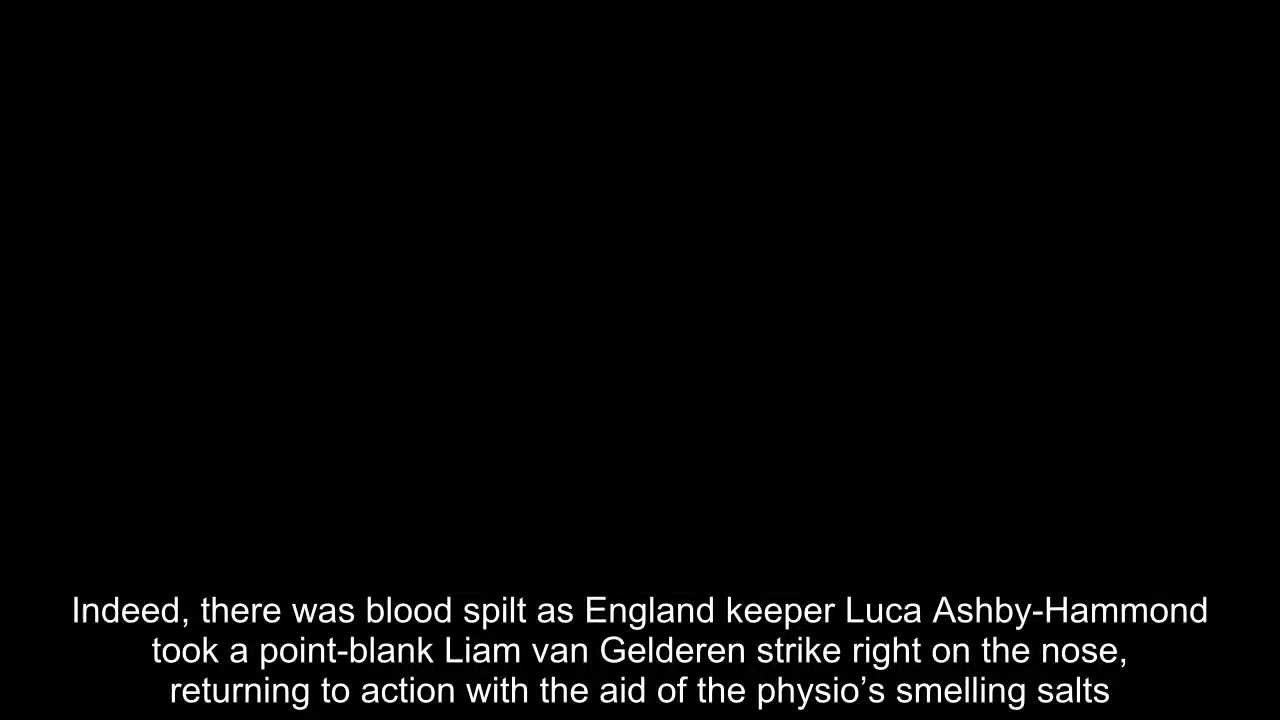 Indeed, there was blood spilt as England keeper Luca Ashby-Hammond
took a point-blank Liam van Gelderen strike right on the nose,
returning to action with the aid of the physio’s smelling salts